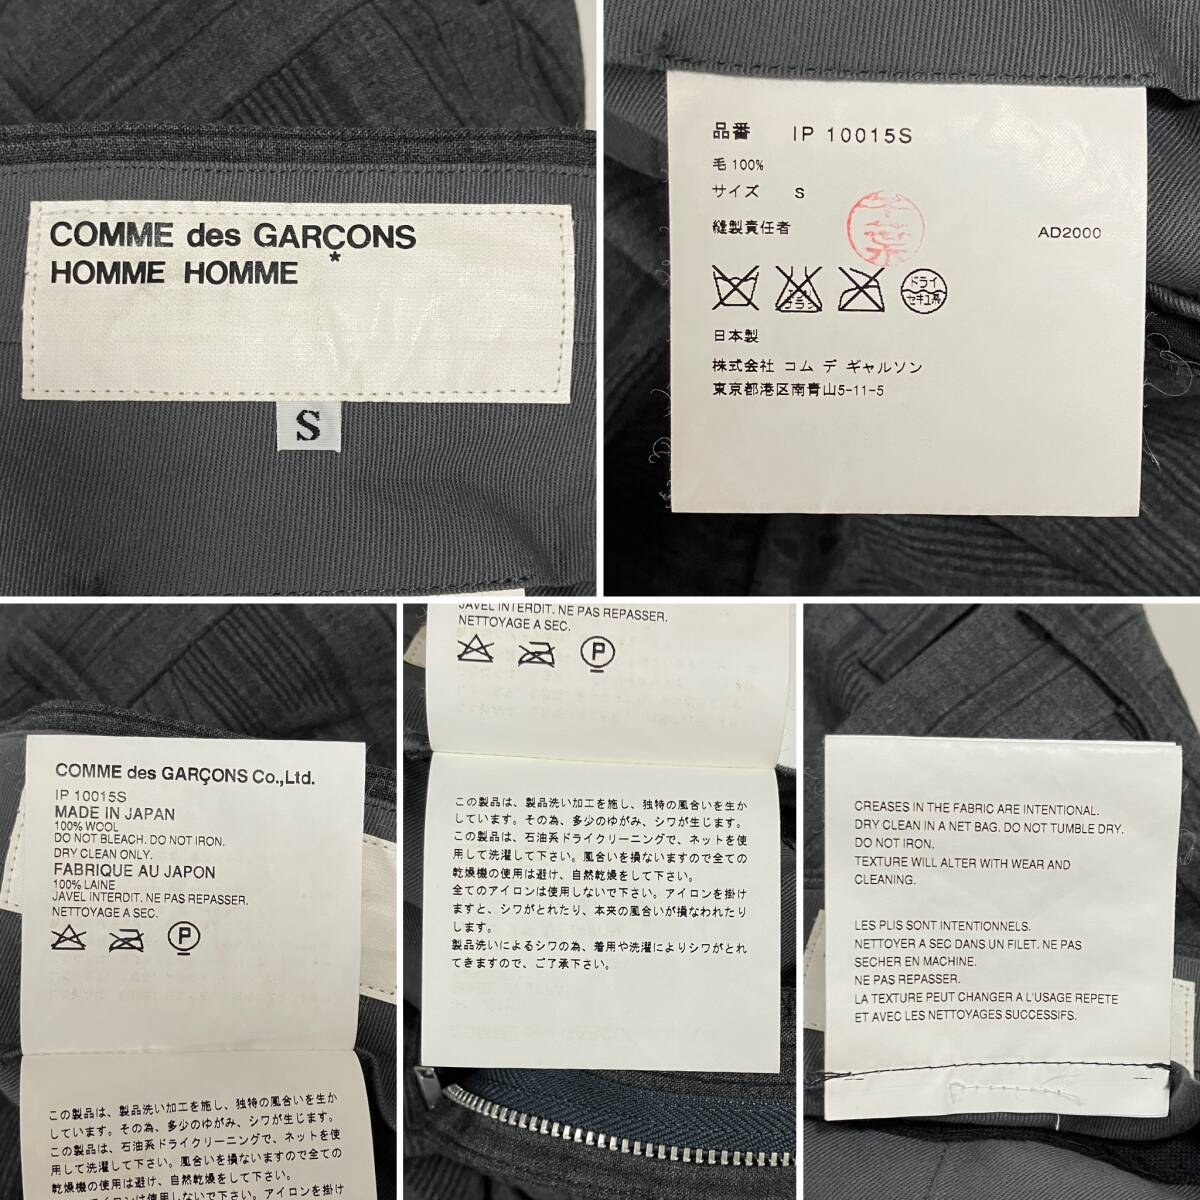 COMME des GARÇONS
HOMME HOMME *
S
品番 IP 10015S
毛 100%
サイズ S
縫製責任者
AD2000
ドライ
セキユ系
日本製
株式会社 コム デ ギャルソン
東京都港区南青山5-11-5
COMME des GARÇONS Co.,Ltd.
IP 10015S
MADE IN JAPAN
100% WOOL
DO NOT BLEACH. DO NOT IRON.
DRY CLEAN ONLY.
FABRIQUE AU JAPON
100% LAINE
JAVEL INTERDIT. NE PAS REPASSER.
NETTOYAGE A SEC.
P
この製品は、製品洗い加工を施し、独特の風合いを生か
しています。その為、多少のゆがみ、シワが生じます。
この製品は、石油系ドライクリーニングで、ネットを使
用して洗濯して下さい。風合いを損ないますので全ての
乾燥機の使用は避け、自然乾燥をして下さい。
JAVEL INTERDIT. NE PAS REPASSER.
NETTOYAGE A SEC.
P
この製品は、製品洗い加工を施し、独特の風合いを生か
しています。その為、多少のゆがみ、シワが生じます。
この製品は、石油系ドライクリーニングで、ネットを使
用して洗濯して下さい。風合いを損ないますので全ての
乾燥機の使用は避け、自然乾燥をして下さい。
全てのアイロンは使用しないで下さい。アイロンを掛け
ますと、シワがとれたり、本来の風合いが損なわれたり
します。
製品洗いによるシワの為、着用や洗濯によりシワがとれ
てきますので、ご了承下さい。
CREASES IN THE FABRIC ARE INTENTIONAL.
DRY CLEAN IN A NET BAG. DO NOT TUMBLE DRY.
DO NOT IRON.
TEXTURE WILL ALTER WITH WEAR AND
CLEANING.
LES PLIS SONT INTENTIONNELS.
NETTOYER A SEC DANS UN FILET. NE PAS
SECHER EN MACHINE.
NE PAS REPASSER.
LA TEXTURE PEUT CHANGER A L'USAGE REPETE
ET AVEC LES NETTOYAGES SUCCESSIFS.